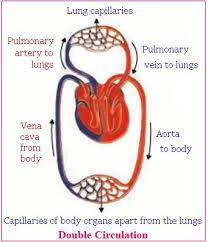 Lung capillaries
Pulmonary
artery to
lungs
Pulmonary
vein to lungs
Vena
cava
from
body
Aorta
to body
Capillaries of body organs apart from the lungs
Double Circulation